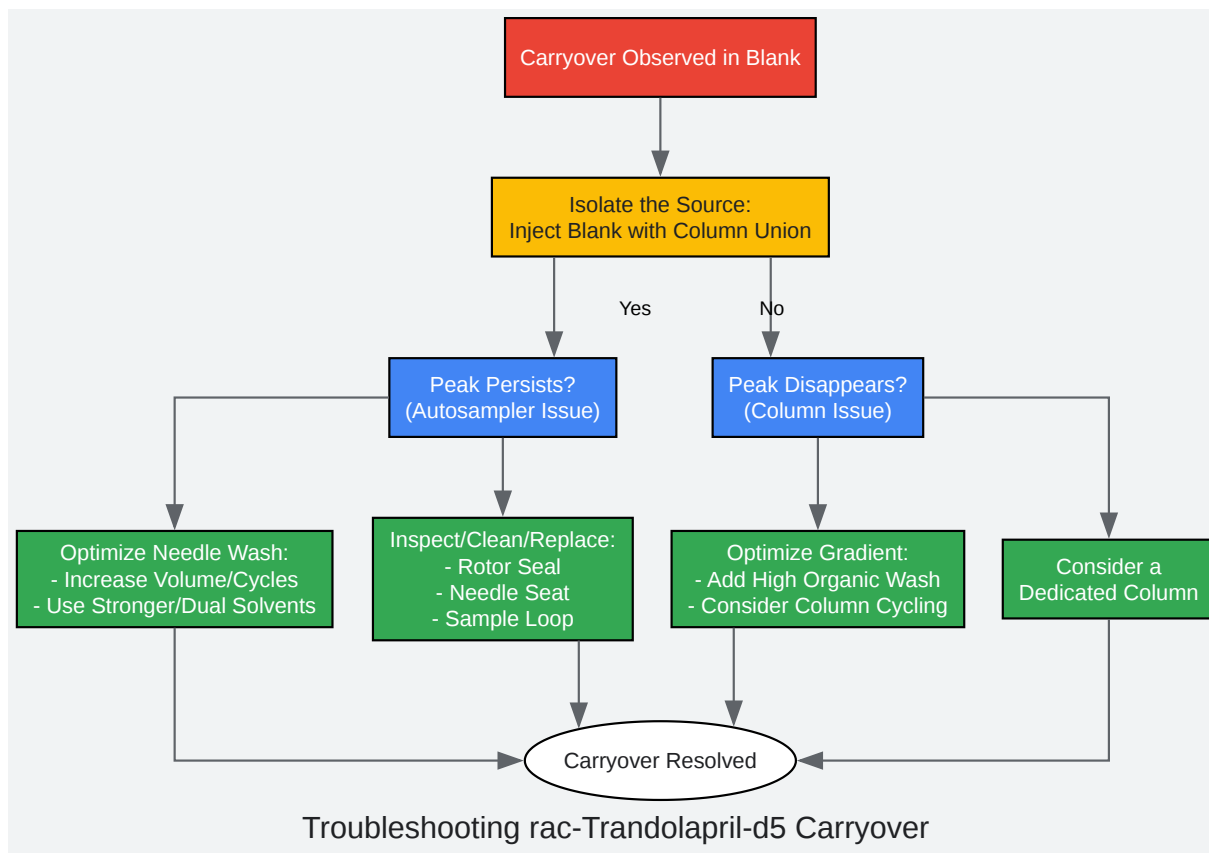 Carryover Observed in Blank
Isolate the Source:
Inject Blank with Column Union
Yes
No
Peak Persists?
(Autosampler Issue)
Peak Disappears?
(Column Issue)
Optimize Needle Wash:
- Increase Volume/Cycles
- Use Stronger/Dual Solvents
Inspect/Clean/Replace:
- Rotor Seal
- Needle Seat
- Sample Loop
Optimize Gradient:
- Add High Organic Wash
- Consider Column Cycling
Consider a
Dedicated Column
Carryover Resolved
Troubleshooting rac-Trandolapril-d5 Carryover